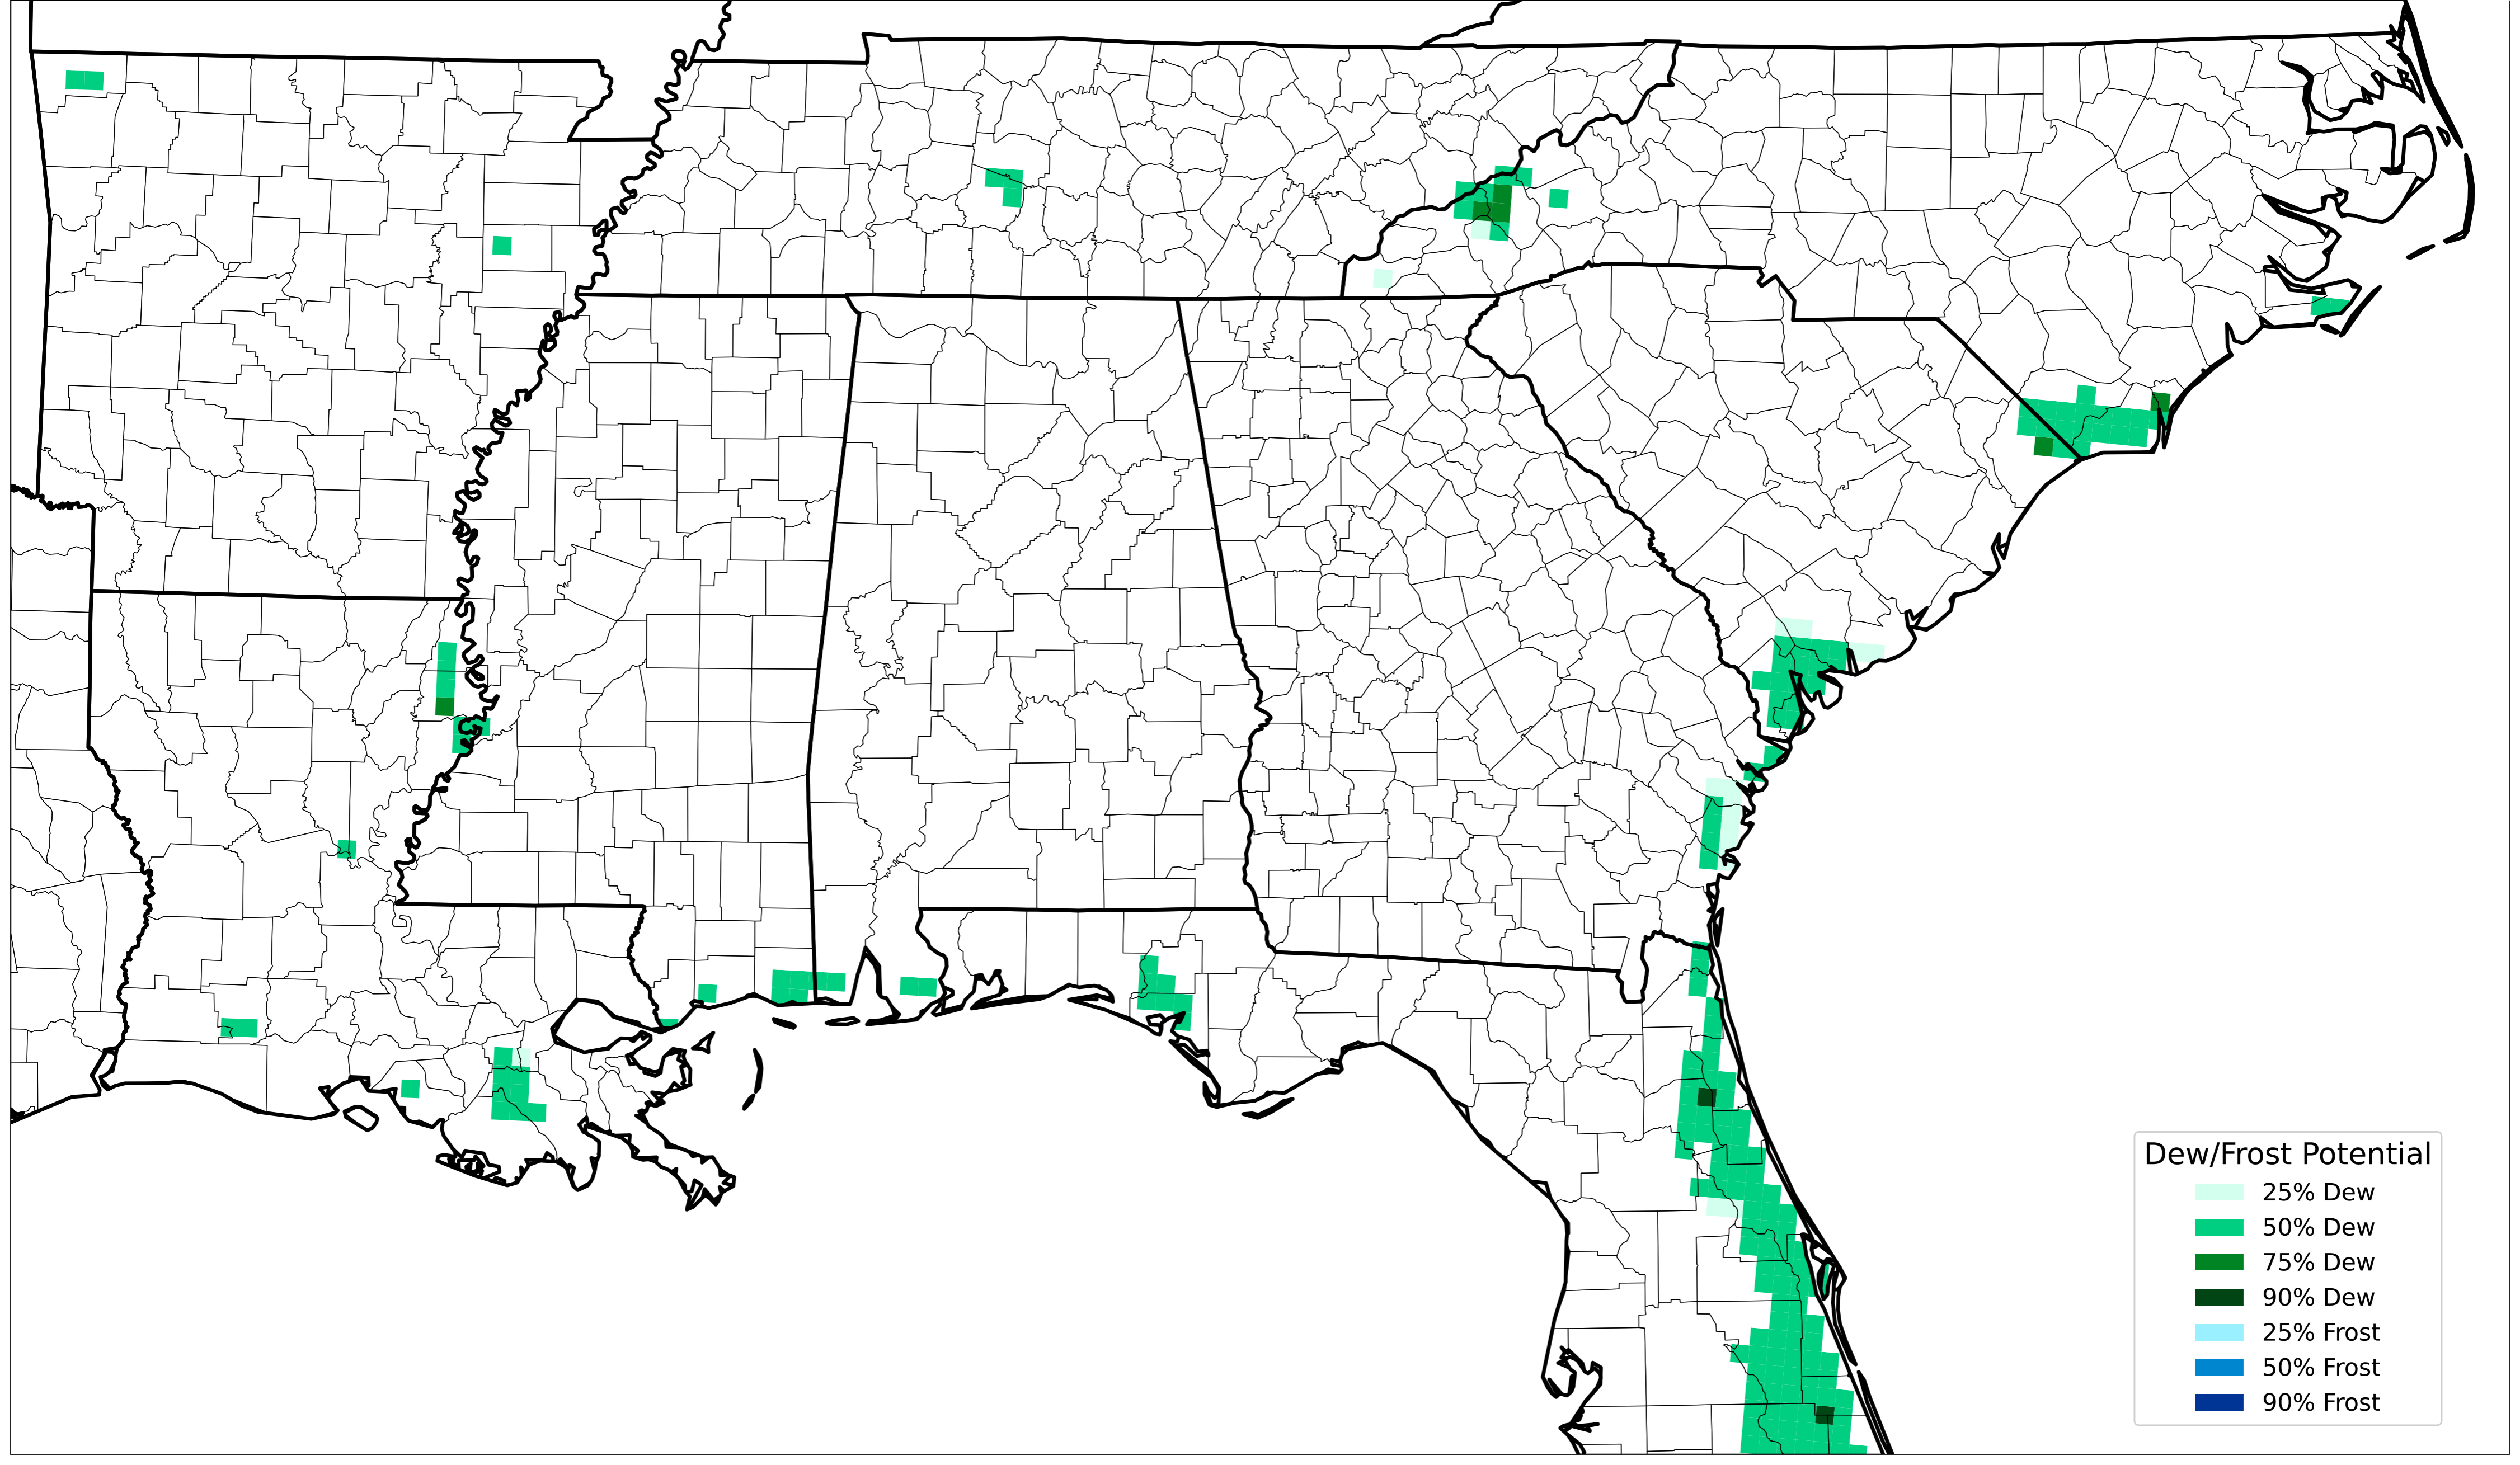 Dew/Frost Potential
25% Dew
50% Dew
75% Dew
90% Dew
25% Frost
50% Frost
90% Frost